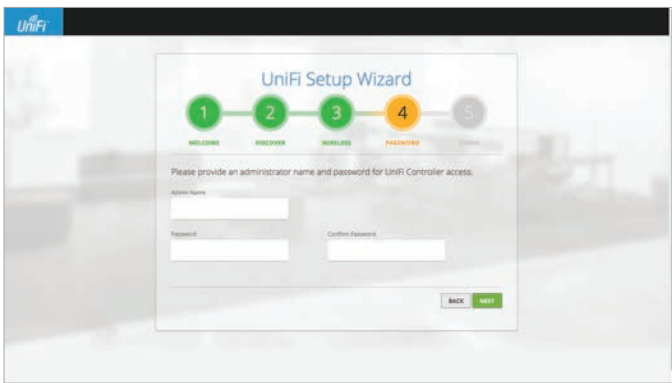 UniFi
UniFi Setup Wizard
1 2 3 4 5
WELCOME DISCOVER WIRELESS PASSWORD FINISH
Please provide an administrator name and password for UniFi Controller access.
Admin Name
Password Confirm Password
BACK NEXT